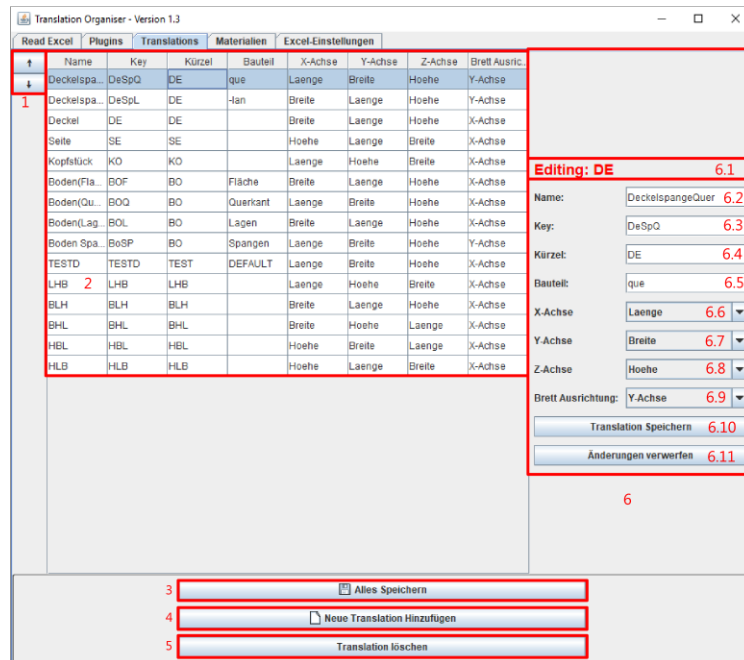 Translation Organiser - Version 1.3
Read Excel Plugins Translations Materialien Excel-Einstellungen
Name Key Kürzel Bauteil X-Achse Y-Achse Z-Achse Brett Ausric...
Deckelspa... DeSpQ DE que Laenge Breite Hoehe Y-Achse
1
Deckelspa... DeSpL DE -lan Breite Laenge Hoehe Y-Achse
Deckel DE DE Breite Laenge Hoehe X-Achse
Seite SE SE Hoehe Laenge Breite X-Achse
Kopfstück KO KO Laenge Hoehe Breite X-Achse
Boden(Fla... BOF BO Fläche Breite Laenge Hoehe X-Achse
Boden(Qu... BOQ BO Querkant Laenge Breite Hoehe X-Achse
Boden(Lag... BOL BO Lagen Breite Laenge Hoehe X-Achse
Boden Spa... BoSP BO Spangen Laenge Breite Hoehe Y-Achse
TESTD TESTD TEST DEFAULT Laenge Breite Hoehe X-Achse
LHB 2 LHB LHB Laenge Hoehe Breite X-Achse
BLH BLH BLH Breite Laenge Hoehe X-Achse
BHL BHL BHL Breite Hoehe Laenge X-Achse
HBL HBL HBL Hoehe Breite Laenge X-Achse
HLB HLB HLB Hoehe Laenge Breite X-Achse
Editing: DE 6.1
Name: DeckelspangeQuer 6.2
Key: DeSpQ 6.3
Kürzel: DE 6.4
Bauteil: que 6.5
X-Achse Laenge 6.6
Y-Achse Breite 6.7
Z-Achse Hoehe 6.8
Brett Ausrichtung: Y-Achse 6.9
Translation Speichern 6.10
Änderungen verwerfen 6.11
6
3 Alles Speichern
4 Neue Translation Hinzufügen
5 Translation löschen